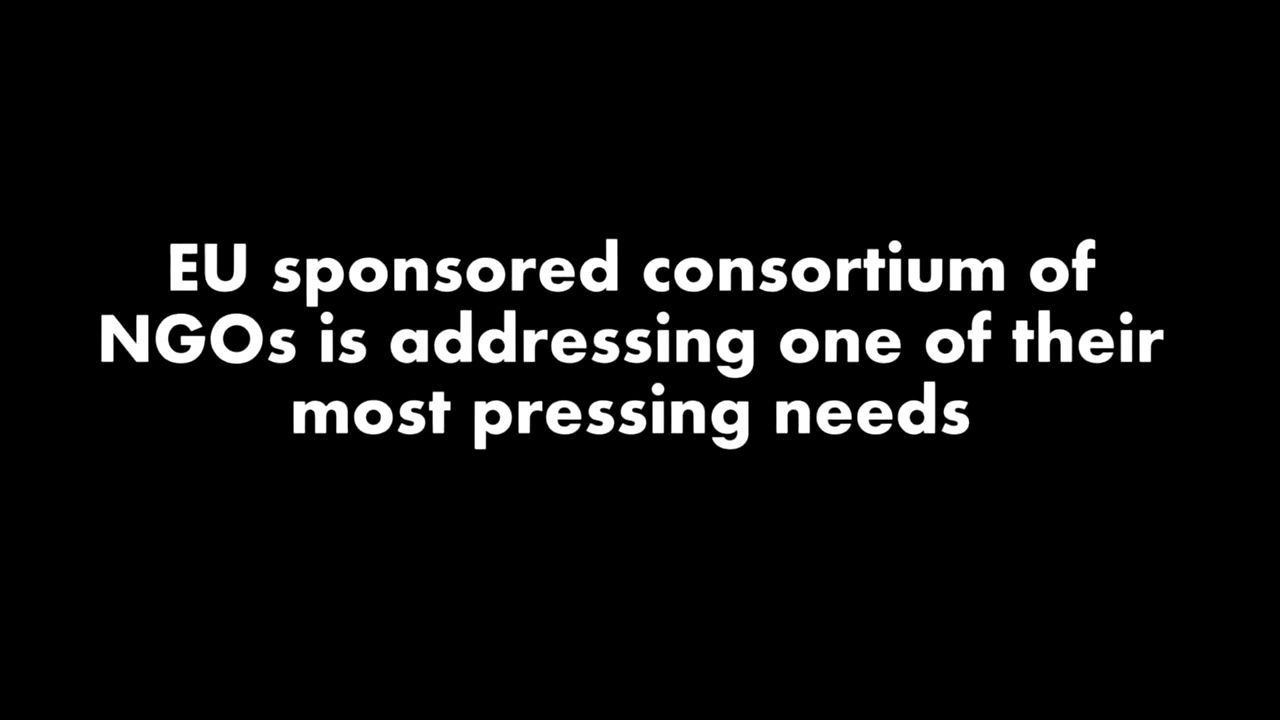 EU sponsored consortium of
NGOs is addressing one of their
most pressing needs